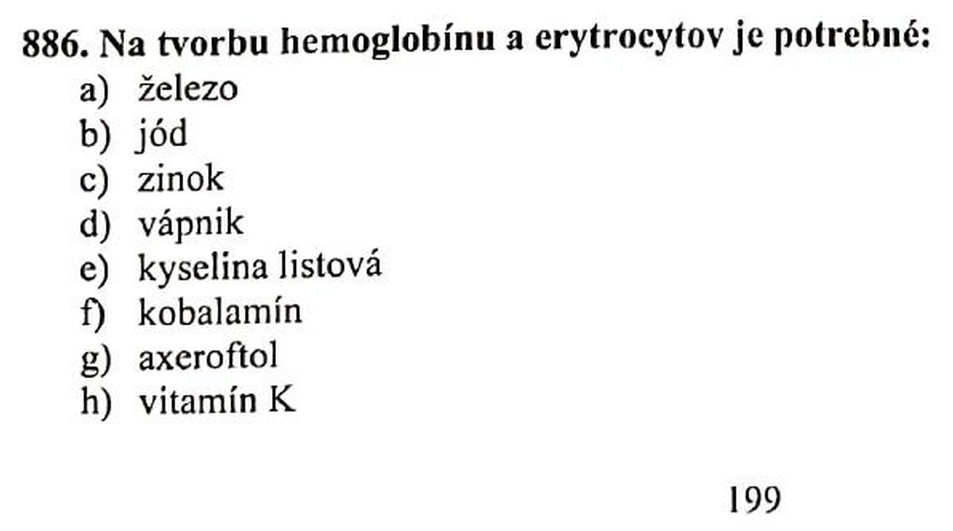 886. Na tvorbu hemoglobínu a erytrocytov je potrebné:
a) železo
b) jód
c) zinok
d) vápnik
e) kyselina listová
f) kobalamín
g) axeroftol
h) vitamín K
199